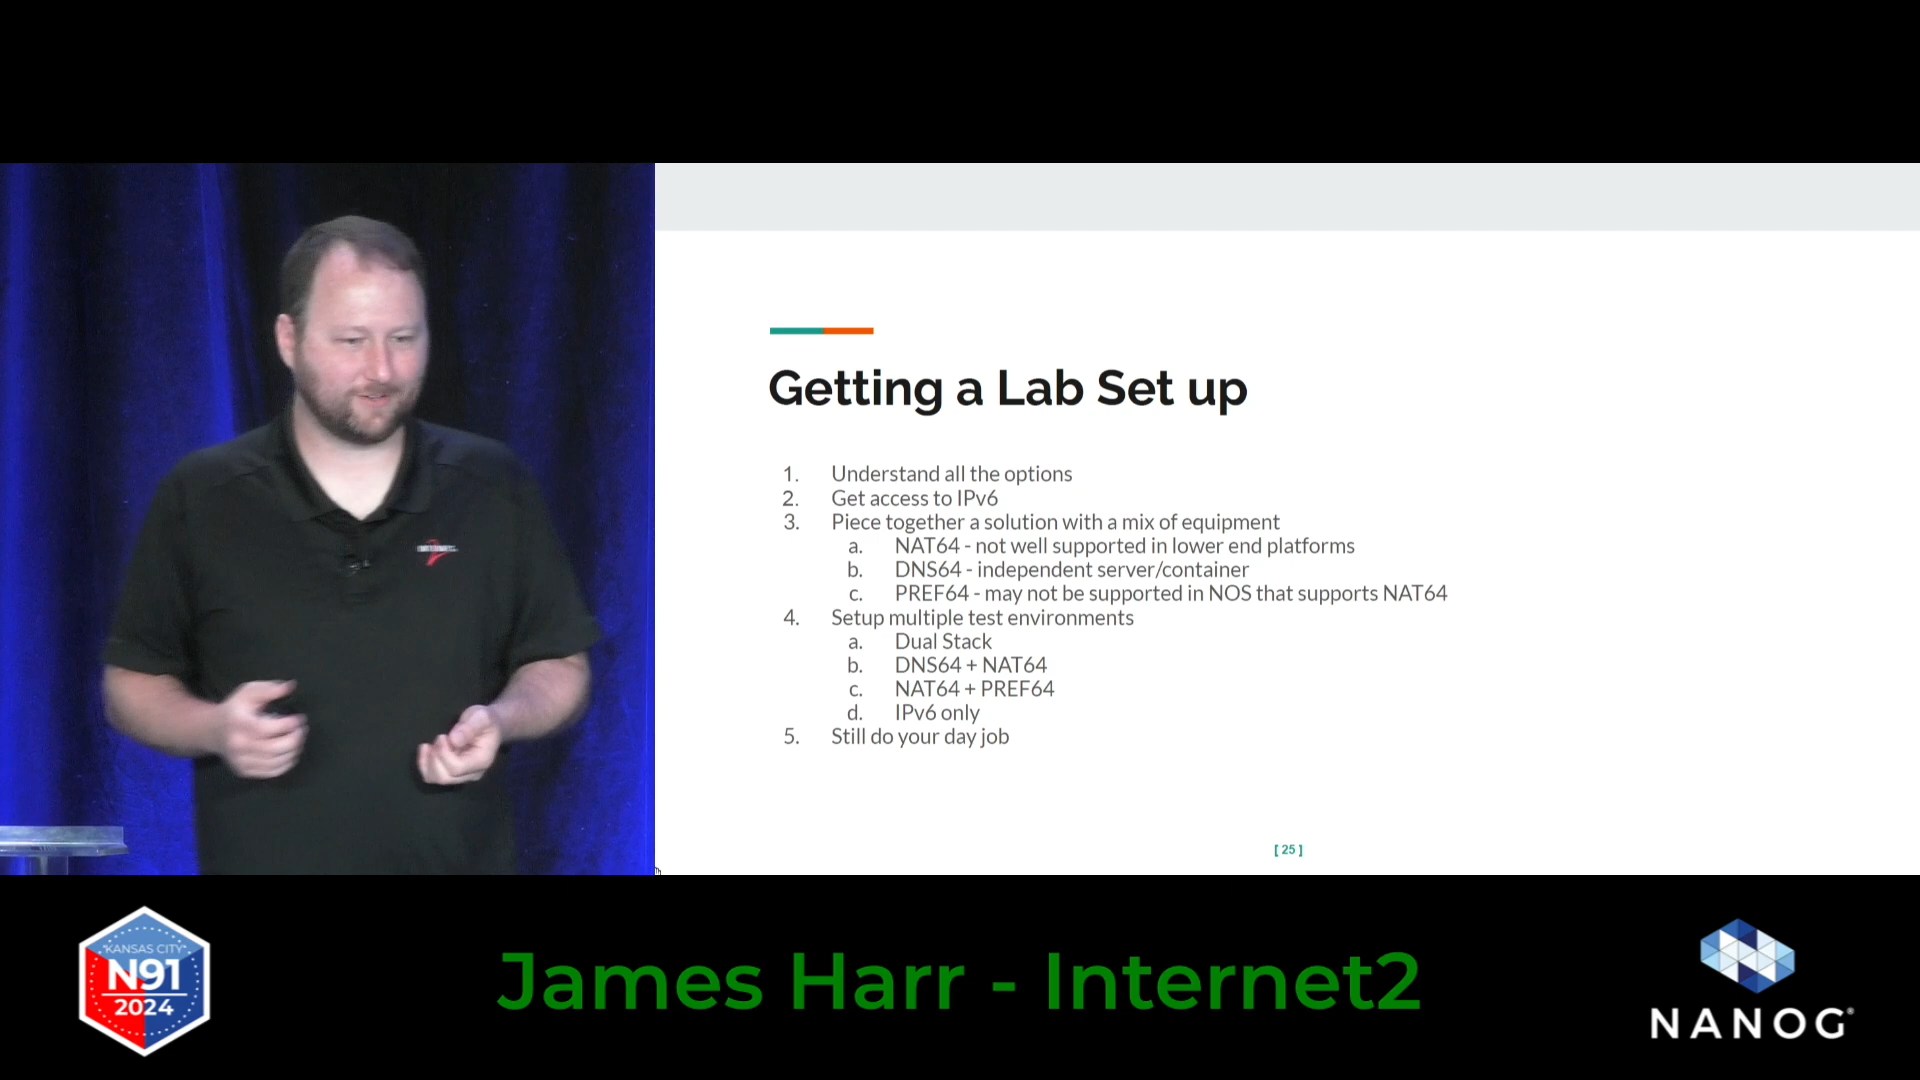 Getting a Lab Set up
1. Understand all the options
2. Get access to IPv6
3. Piece together a solution with a mix of equipment
a. NAT64 - not well supported in lower end platforms
b. DNS64 - independent server/container
c. PREF64 - may not be supported in NOS that supports NAT64
4. Setup multiple test environments
a. Dual Stack
b. DNS64 + NAT64
c. NAT64 + PREF64
d. IPv6 only
5. Still do your day job
[ 25 ]
KANSAS CITY
N91
2024
James Harr - Internet2
NANOG®